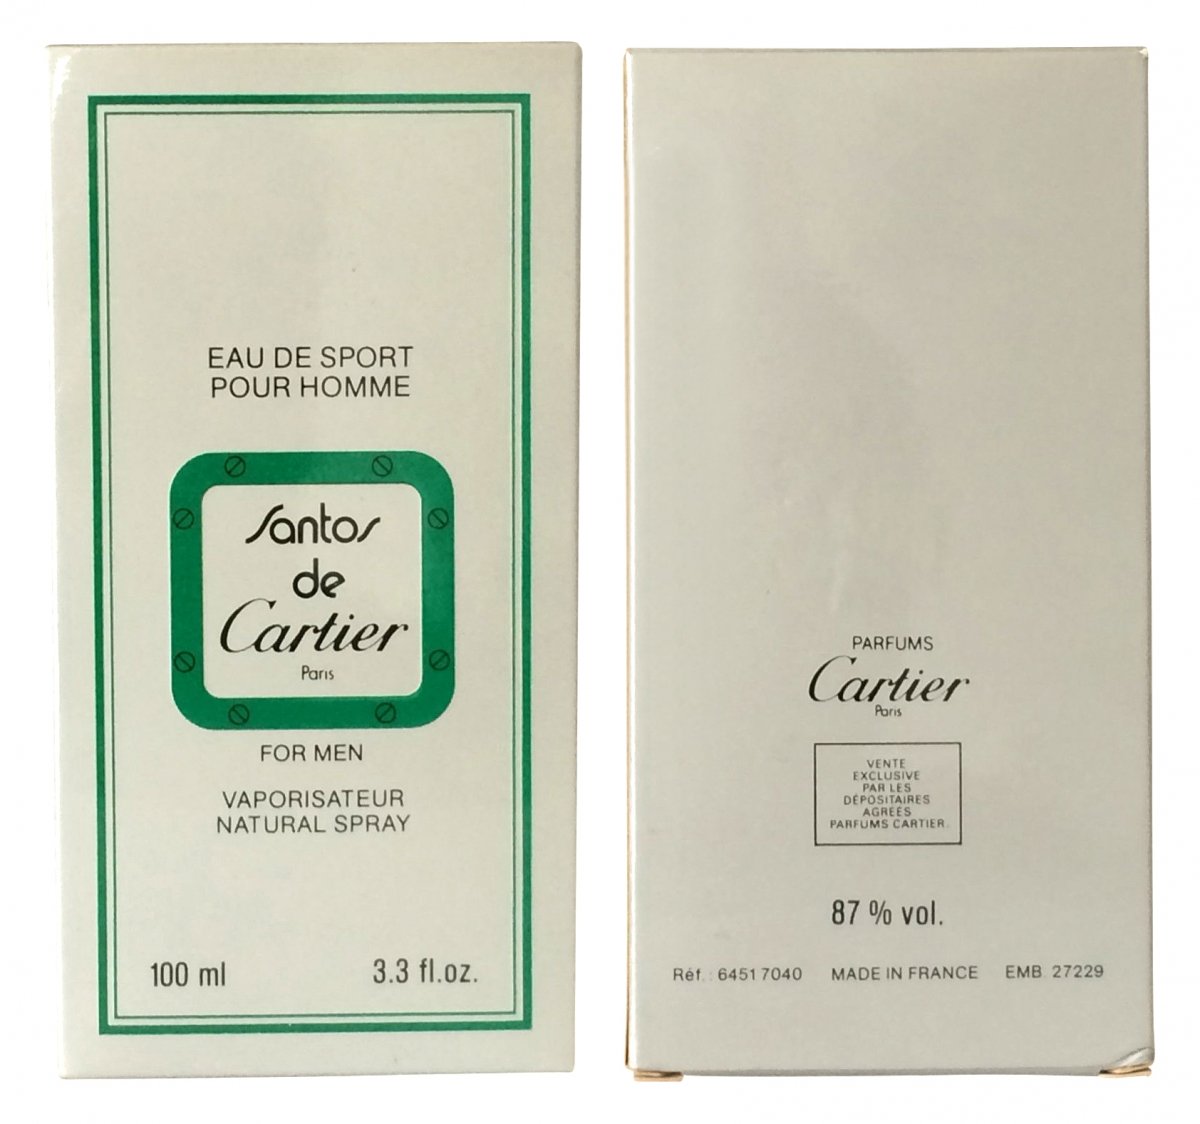 EAU DE SPORT
POUR HOMME
Santos
de
Cartier
Paris
FOR MEN
VAPORISATEUR
NATURAL SPRAY
100 ml 3.3 fl.oz.
PARFUMS
Cartier
Paris
VENTE
EXCLUSIVE
PAR LES
DÉPOSITAIRES
AGRÉÉS
PARFUMS CARTIER.
87 % vol.
Réf.: 64517040 MADE IN FRANCE EMB 27229